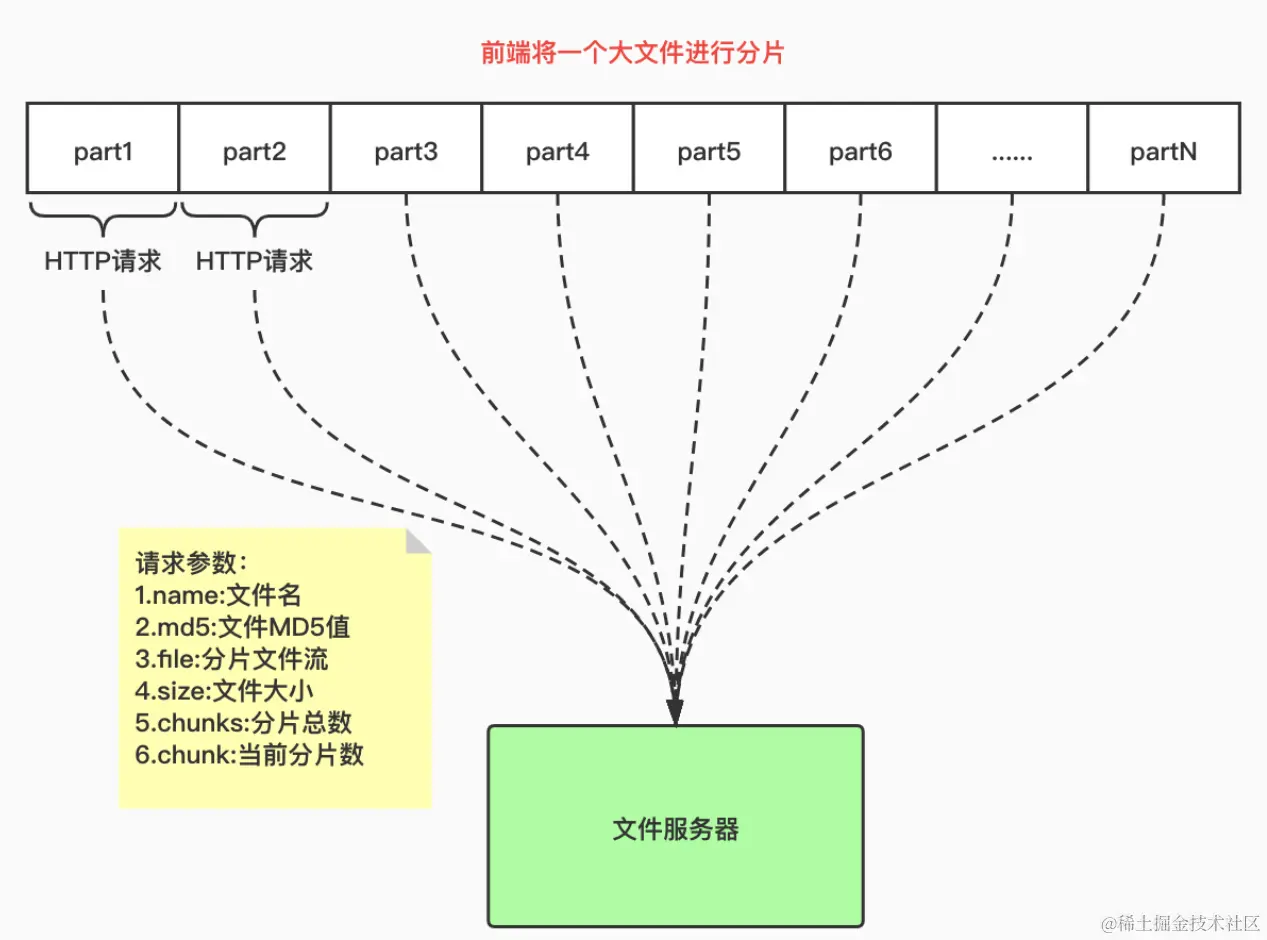 前端将一个大文件进行分片
part1 part2 part3 part4 part5 part6 ...... partN
HTTP请求 HTTP请求
请求参数：
1.name:文件名
2.md5:文件MD5值
3.file:分片文件流
4.size:文件大小
5.chunks:分片总数
6.chunk:当前分片数
文件服务器
@稀土掘金技术社区